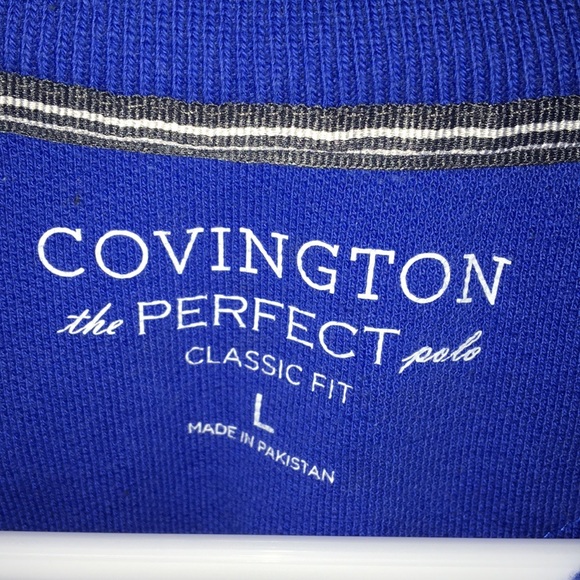 COVINGTON
the PERFECT polo
CLASSIC FIT
L
MADE IN PAKISTAN